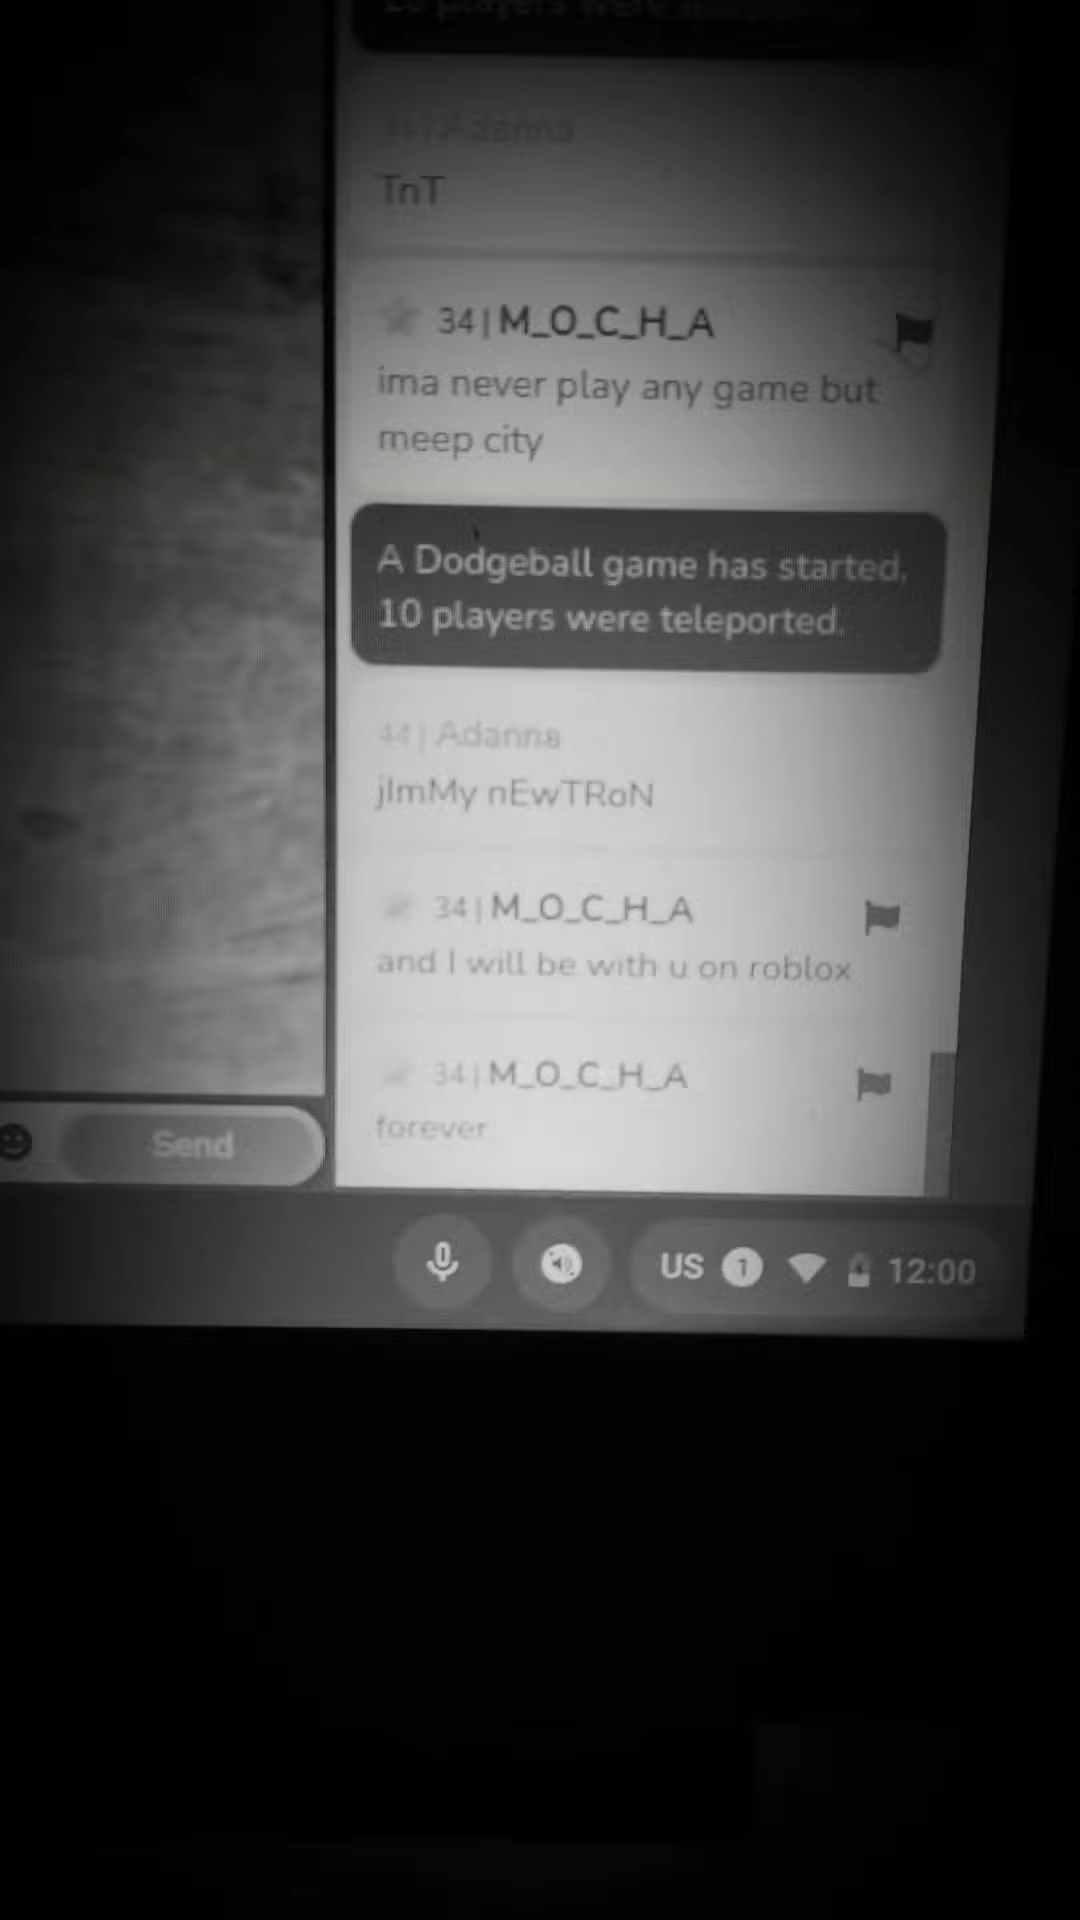 Adanna
TnT
34 | M_O_C_H_A
ima never play any game but
meep city
A Dodgeball game has started.
10 players were teleported.
44 | Adanna
jImMy nEwTRoN
34 | M_O_C_H_A
and I will be with u on roblox
34 | M_O_C_H_A
forever
Send
US 1 12:00